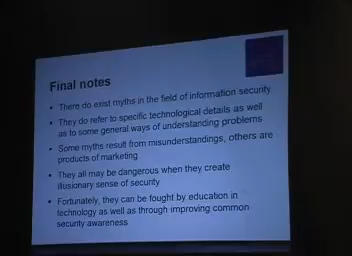 Final notes
• There do exist myths in the field of information security
• They do refer to specific technological details as well
as to some general ways of understanding problems
• Some myths result from misunderstandings, others are
products of marketing
• They all may be dangerous when they create
illusionary sense of security
• Fortunately, they can be fought by education in
technology as well as through improving common
security awareness